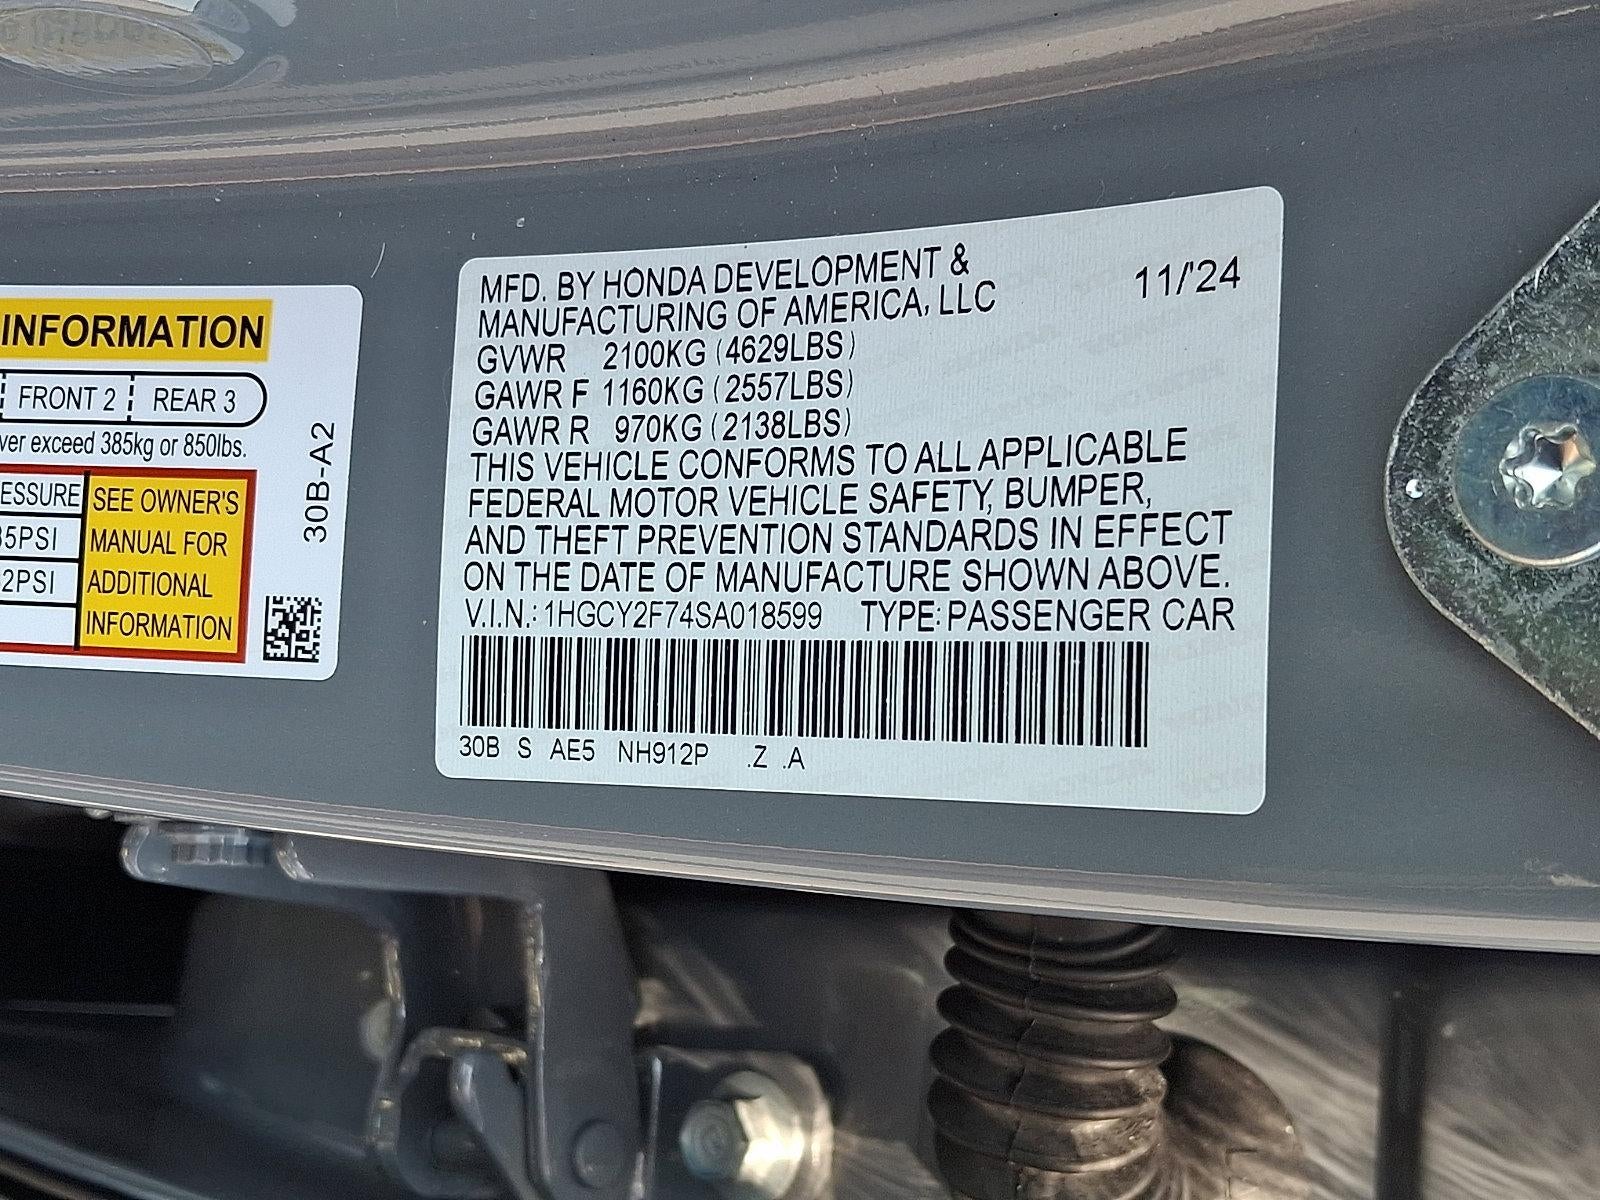 INFORMATION
FRONT 2 REAR 3
ver exceed 385kg or 850lbs.
ESSURE
5PSI
2PSI
SEE OWNER'S
MANUAL FOR
ADDITIONAL
INFORMATION
30B-A2
MFD. BY HONDA DEVELOPMENT &
MANUFACTURING OF AMERICA, LLC
11/'24
GVWR 2100KG (4629LBS)
GAWR F 1160KG (2557LBS)
GAWR R 970KG (2138LBS)
THIS VEHICLE CONFORMS TO ALL APPLICABLE
FEDERAL MOTOR VEHICLE SAFETY, BUMPER,
AND THEFT PREVENTION STANDARDS IN EFFECT
ON THE DATE OF MANUFACTURE SHOWN ABOVE.
V.I.N.: 1HGCY2F74SA018599 TYPE: PASSENGER CAR
30B S AE5 NH912P .Z .A